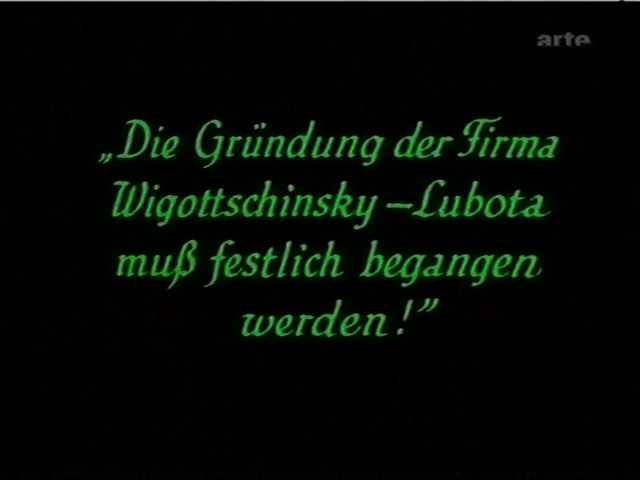 arte
„Die Gründung der Firma
Wigottschinsky – Lubota
muß festlich begangen
werden!”